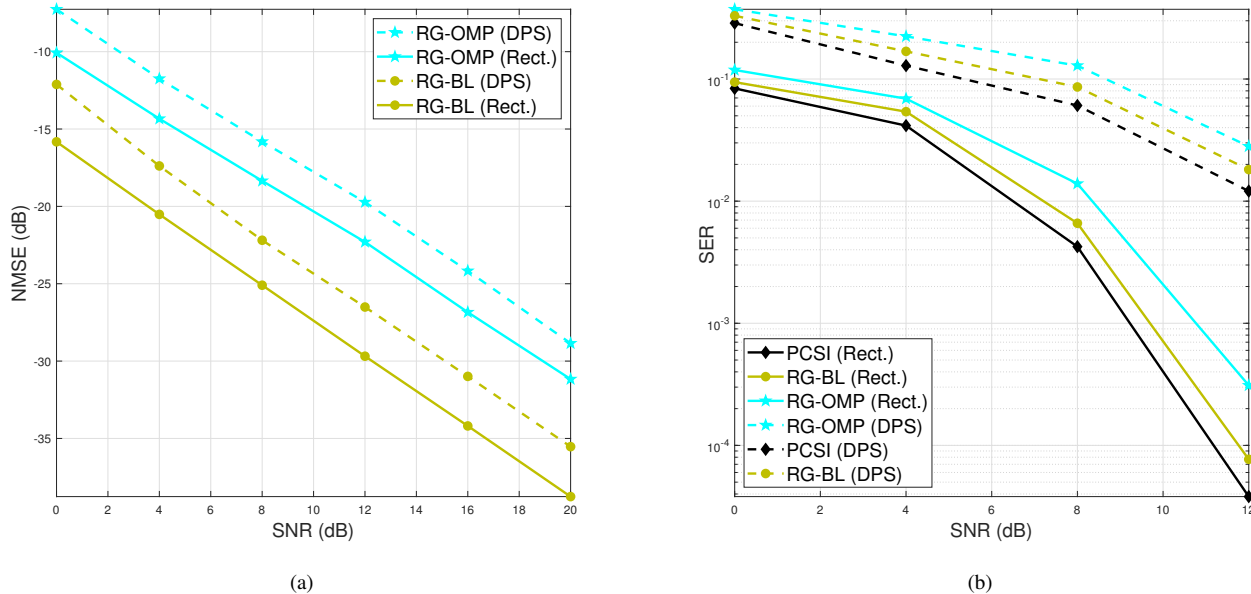 -10
-15
-20
-25
-30
-35
NMSE (dB)
0 2 4 6 8 10 12 14 16 18 20
SNR (dB)
RG-OMP (DPS)
RG-OMP (Rect.)
RG-BL (DPS)
RG-BL (Rect.)
(a)
10-1
10-2
10-3
10-4
SER
0 2 4 6 8 10 12
SNR (dB)
PCSI (Rect.)
RG-BL (Rect.)
RG-OMP (Rect.)
RG-OMP (DPS)
PCSI (DPS)
RG-BL (DPS)
(b)